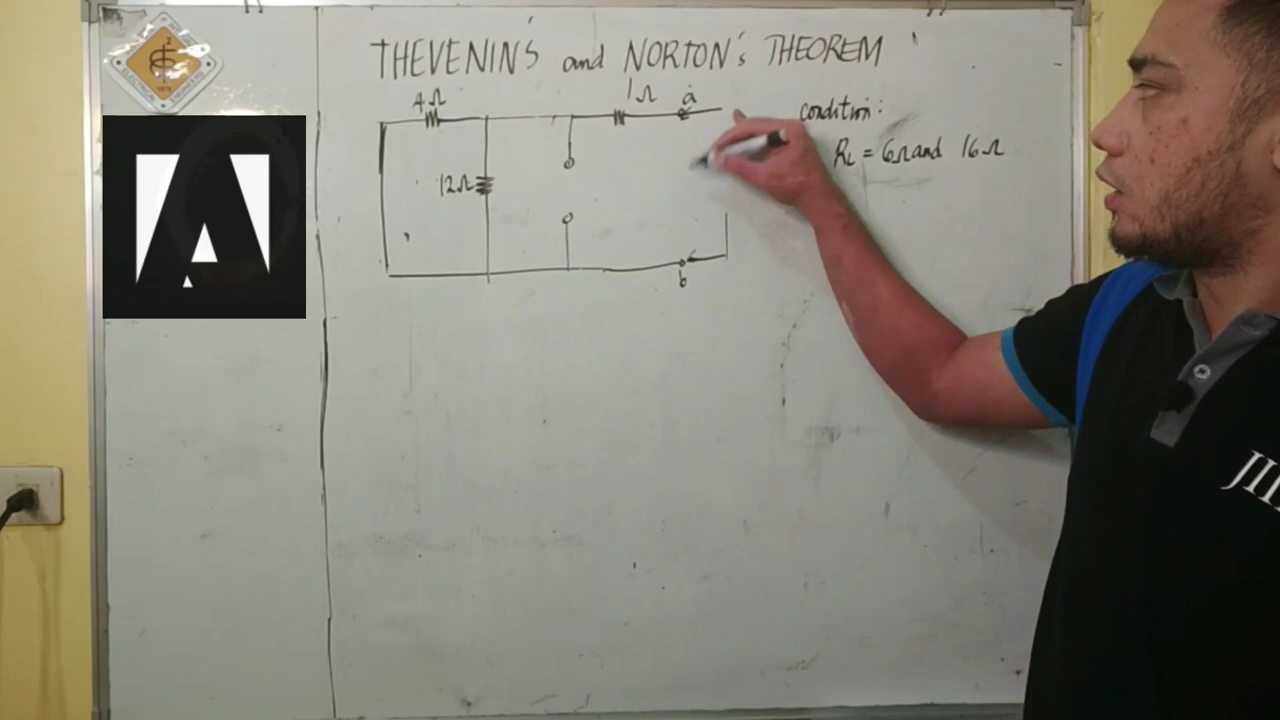 THEVENIN'S and NORTON's THEOREM
4Ω
1Ω
a
condition:
RL = 6Ω and 16Ω
12Ω
b